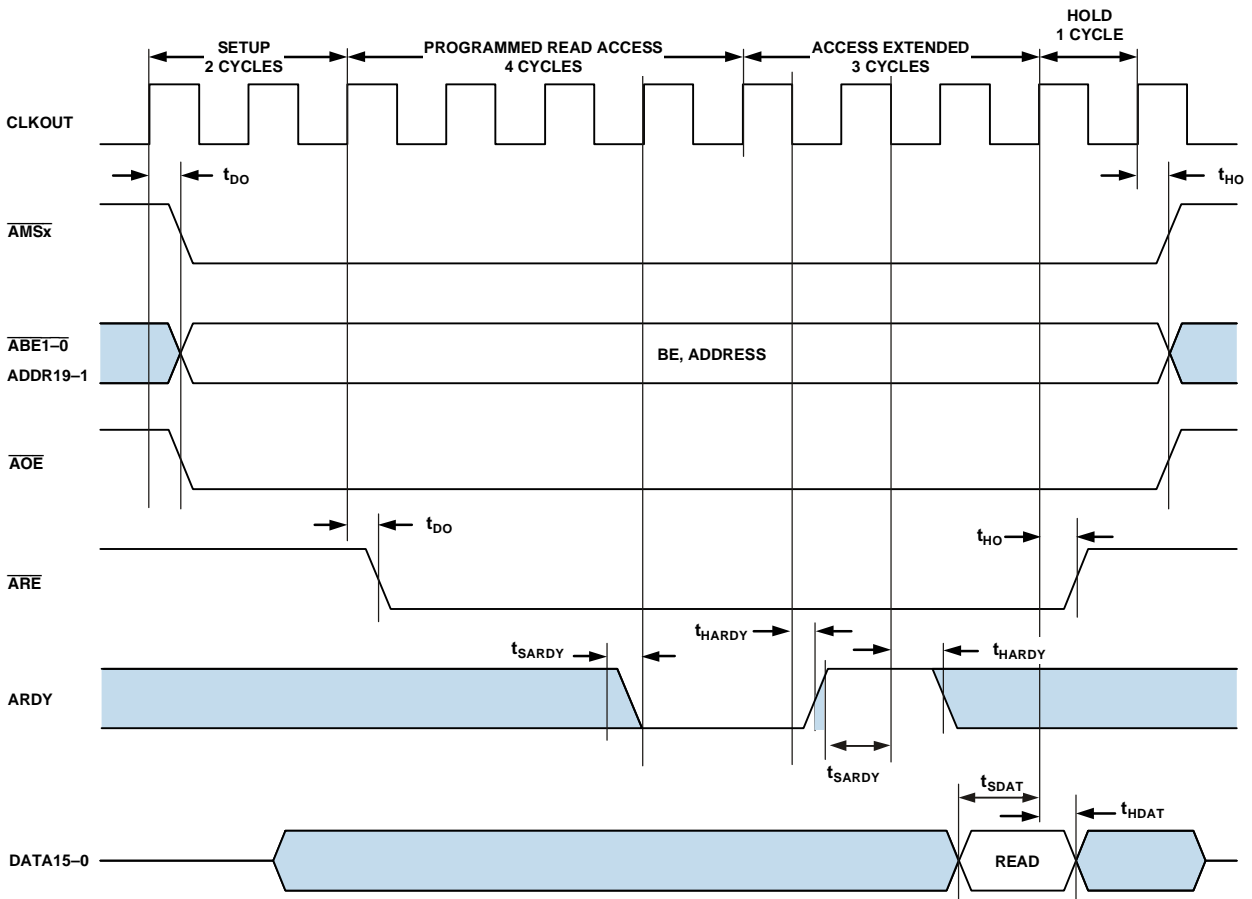 HOLD
1 CYCLE
SETUP
2 CYCLES
PROGRAMMED READ ACCESS
4 CYCLES
ACCESS EXTENDED
3 CYCLES
CLKOUT
tDO
tHO
AMSx
ABE1–0
BE, ADDRESS
ADDR19–1
AOE
tDO
tHO
ARE
tSARDY
tHARDY
tHARDY
ARDY
tSARDY
tSDAT
tHDAT
DATA15–0
READ